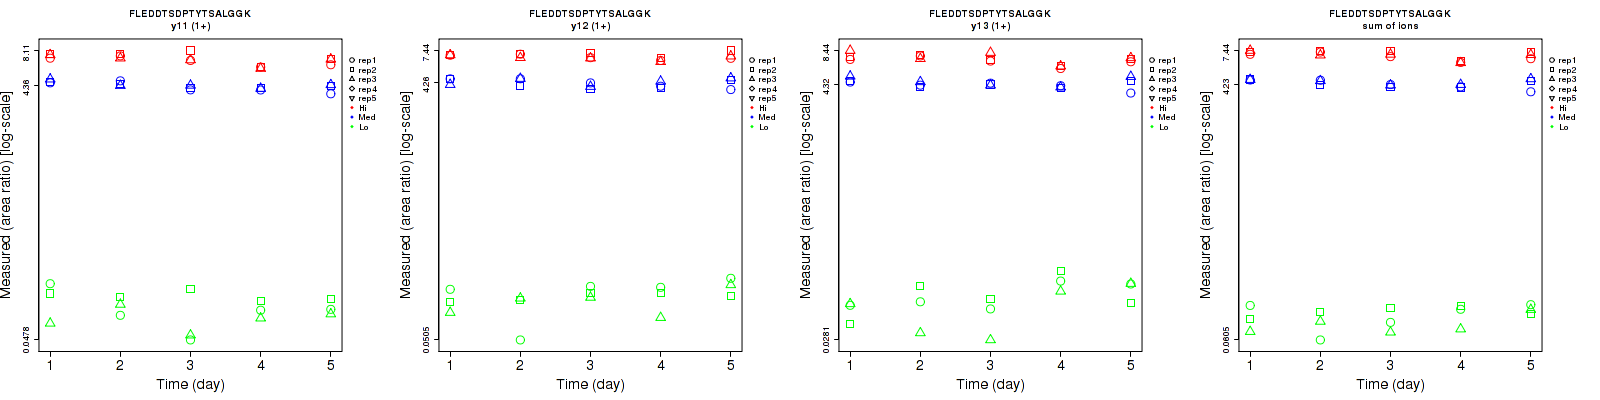 FLEDDTSDPTYTSALGGK
y11 (1+)
Measured (area ratio) [log-scale]
8.11
4.36
0.0478
1 2 3 4 5
Time (day)
rep1
rep2
rep3
rep4
rep5
Hi
Med
Lo
FLEDDTSDPTYTSALGGK
y12 (1+)
Measured (area ratio) [log-scale]
7.44
4.26
0.0505
1 2 3 4 5
Time (day)
rep1
rep2
rep3
rep4
rep5
Hi
Med
Lo
FLEDDTSDPTYTSALGGK
y13 (1+)
Measured (area ratio) [log-scale]
8.44
4.32
0.0281
1 2 3 4 5
Time (day)
rep1
rep2
rep3
rep4
rep5
Hi
Med
Lo
FLEDDTSDPTYTSALGGK
sum of ions
Measured (area ratio) [log-scale]
7.44
4.23
0.0605
1 2 3 4 5
Time (day)
rep1
rep2
rep3
rep4
rep5
Hi
Med
Lo